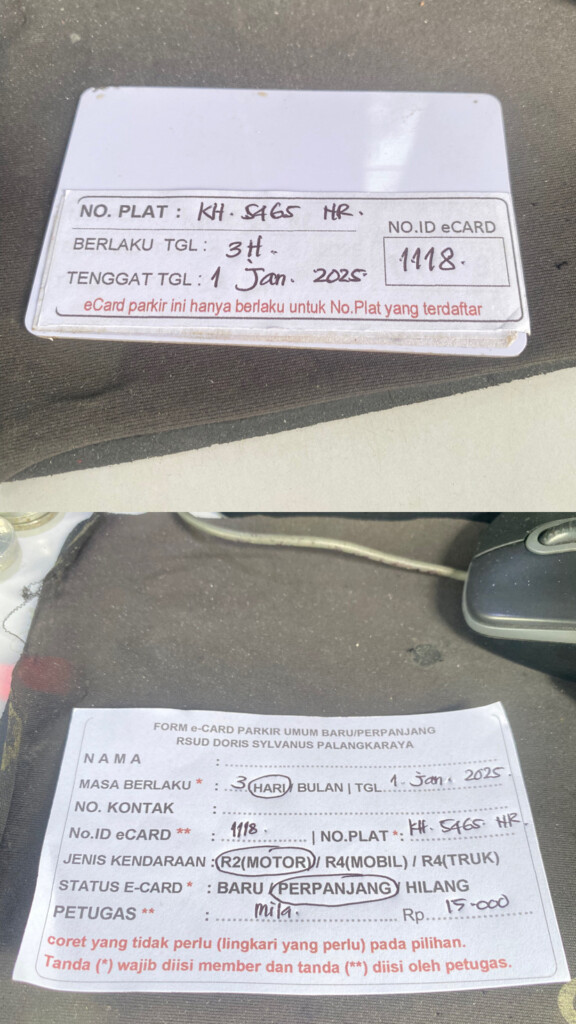 NO. PLAT : KH. 5465 HR.
BERLAKU TGL : 3H.
TENGGAT TGL : 1 Jan. 2025.
NO.ID eCARD
1118.
eCard parkir ini hanya berlaku untuk No.Plat yang terdaftar
FORM e-CARD PARKIR UMUM BARU/PERPANJANG
RSUD DORIS SYLVANUS PALANGKARAYA
NAMA :
MASA BERLAKU * : 3 HARI / BULAN | TGL 1 Jan. 2025.
NO. KONTAK :
No.ID eCARD ** : 1118. | NO.PLAT *: KH. 5465 HR.
JENIS KENDARAAN : R2(MOTOR) / R4(MOBIL) / R4(TRUK)
STATUS E-CARD * : BARU / PERPANJANG / HILANG
PETUGAS ** : Mila. Rp. 15.000
coret yang tidak perlu (lingkari yang perlu) pada pilihan.
Tanda (*) wajib diisi member dan tanda (**) diisi oleh petugas.